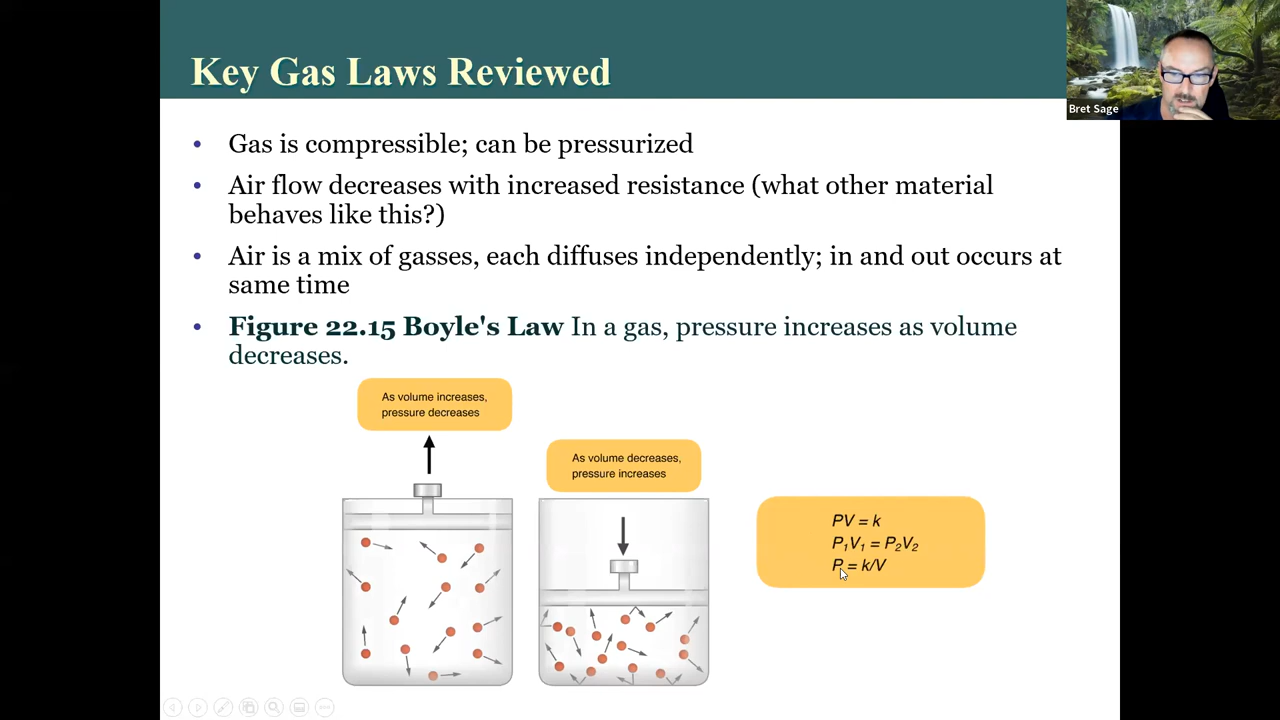 Key Gas Laws Reviewed
Bret Sage
• Gas is compressible; can be pressurized
• Air flow decreases with increased resistance (what other material
behaves like this?)
• Air is a mix of gasses, each diffuses independently; in and out occurs at
same time
• Figure 22.15 Boyle's Law In a gas, pressure increases as volume
decreases.
As volume increases,
pressure decreases
As volume decreases,
pressure increases
PV = k
P₁V₁ = P₂V₂
P = k/V